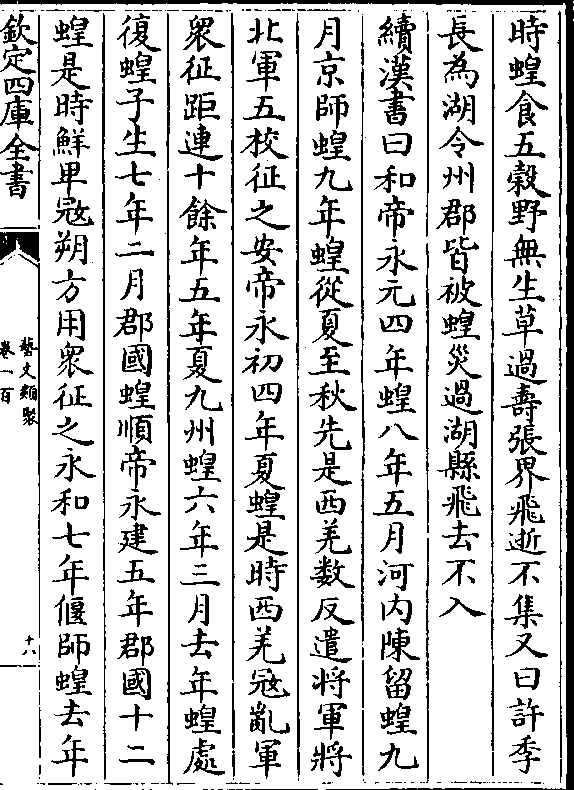 時蝗食五穀野無生草過壽張界飛逝不集又曰許季
長為湖令州郡皆被蝗災過湖縣飛去不入
續漢書曰和帝永元四年蝗八年五月河內陳留蝗九
月京師蝗九年蝗從夏至秋先是西羌数反遣將軍將
北軍五校征之安帝永初四年夏蝗是時西羌冦亂軍
衆征距連十餘年五年夏九州蝗六年三月去年蝗處
復蝗子生七年二月郡國蝗順帝永建五年郡國十二
蝗是時鮮卑冦朔方用衆征之永和七年偃師蝗去年
欽定四庫全書
藝文類聚
卷一百
十八